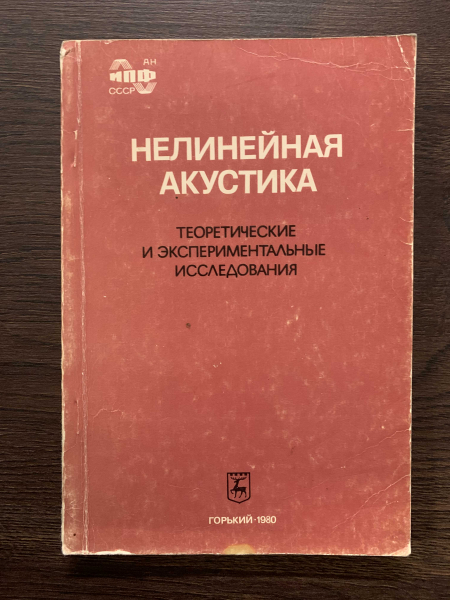 АН
ИПФ
СССР
НЕЛИНЕЙНАЯ
АКУСТИКА
ТЕОРЕТИЧЕСКИЕ
И ЭКСПЕРИМЕНТАЛЬНЫЕ
ИССЛЕДОВАНИЯ
ГОРЬКИЙ-1980